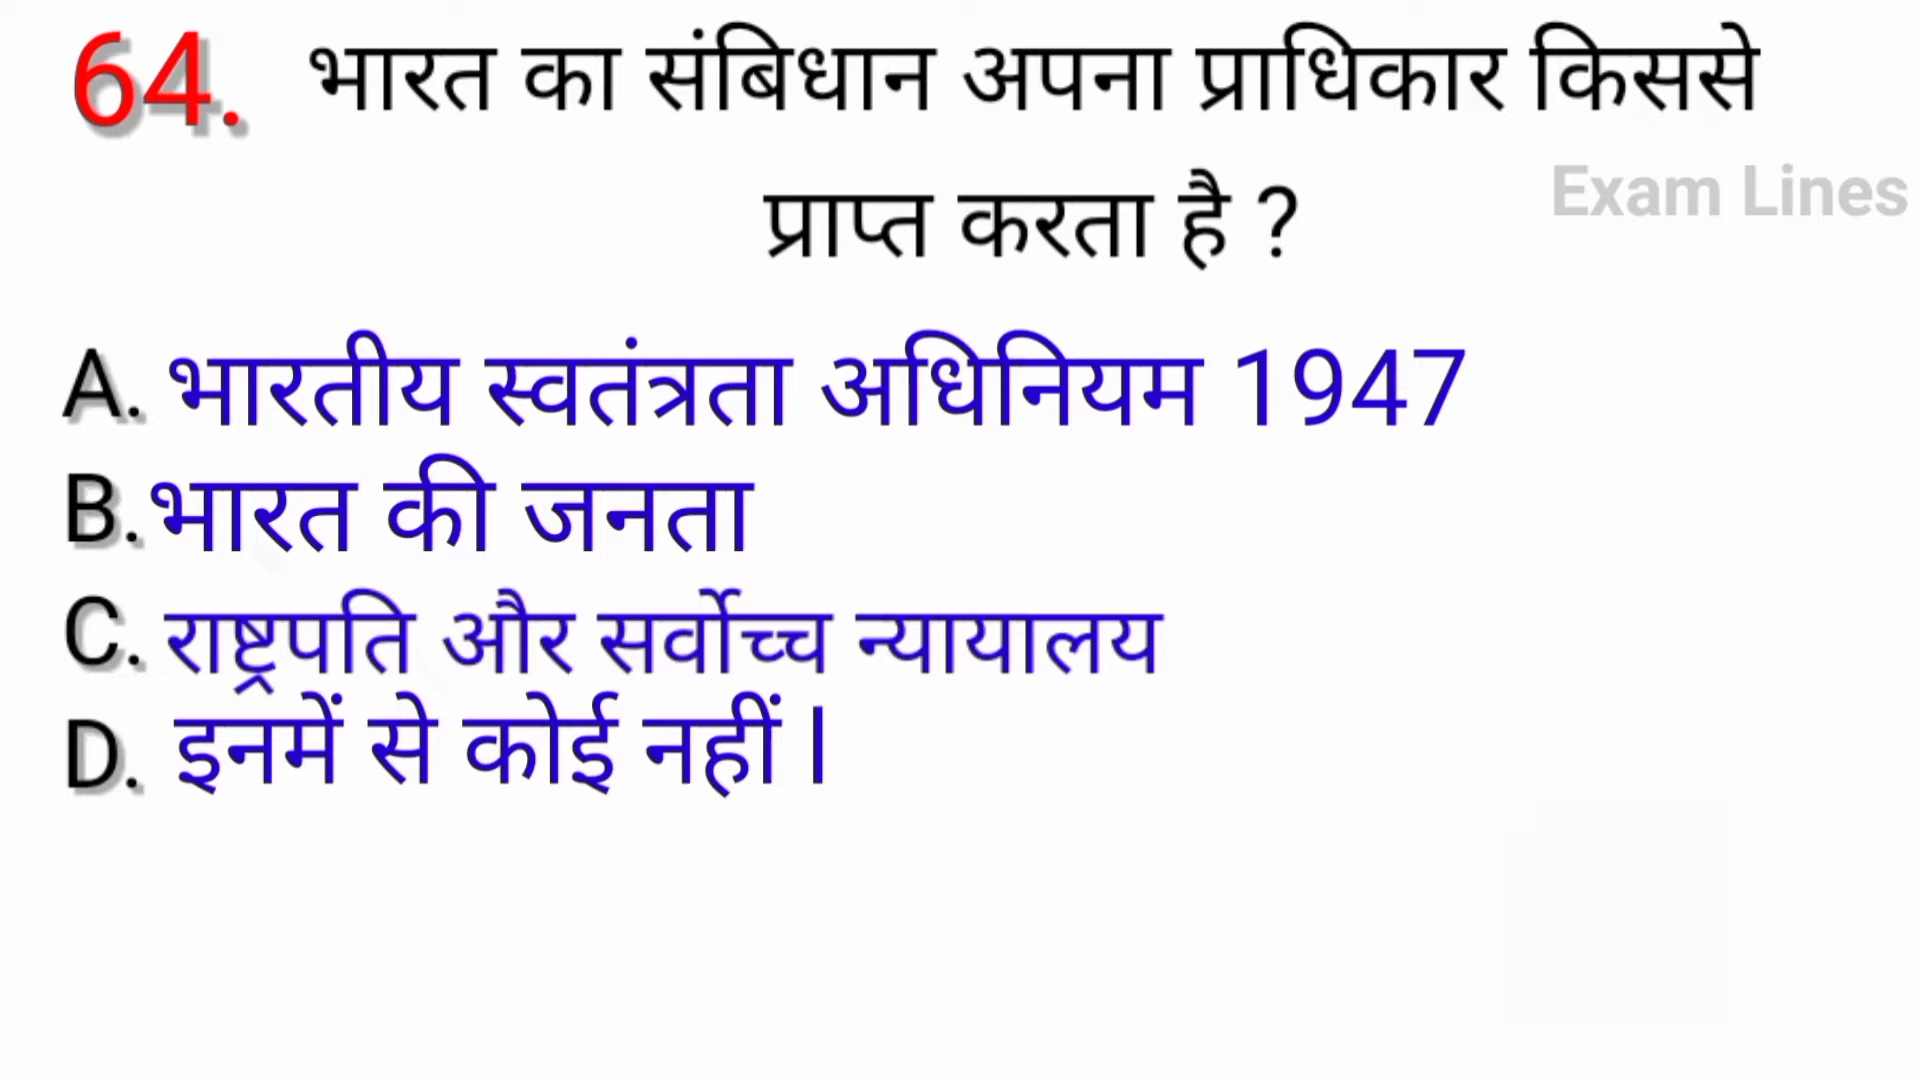 64. भारत का संबिधान अपना प्राधिकार किससे
प्राप्त करता है ?
Exam Lines
A. भारतीय स्वतंत्रता अधिनियम 1947
B. भारत की जनता
C. राष्ट्रपति और सर्वोच्च न्यायालय
D. इनमें से कोई नहीं |